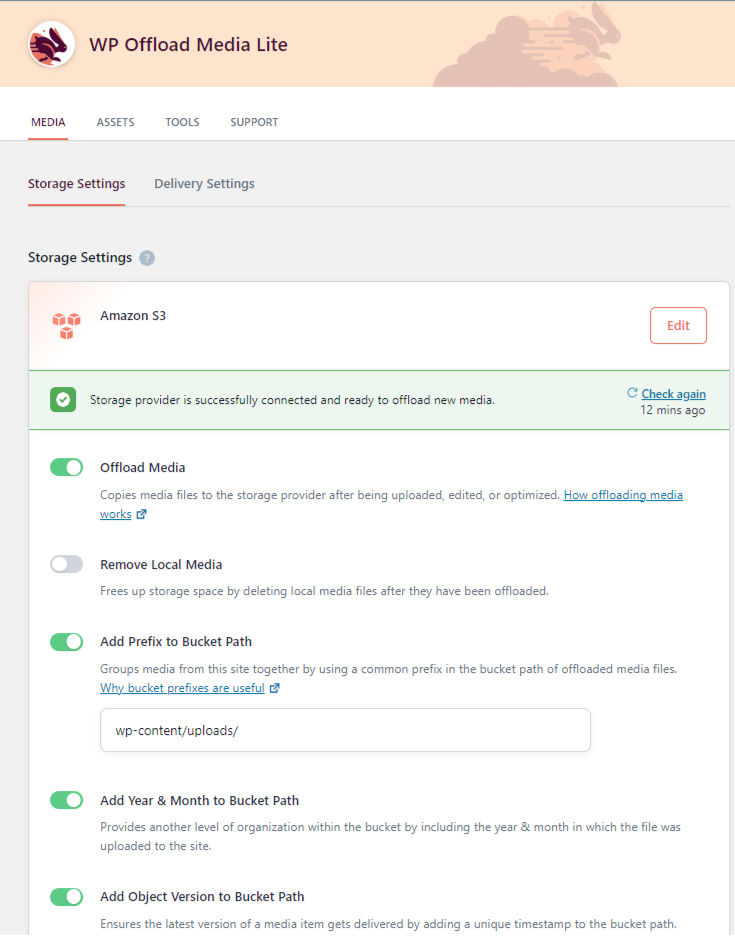 WP Offload Media Lite
MEDIA ASSETS TOOLS SUPPORT
Storage Settings Delivery Settings
Storage Settings ?
Amazon S3
Edit
Storage provider is successfully connected and ready to offload new media.
Check again
12 mins ago
Offload Media
Copies media files to the storage provider after being uploaded, edited, or optimized. How offloading media
works
Remove Local Media
Frees up storage space by deleting local media files after they have been offloaded.
Add Prefix to Bucket Path
Groups media from this site together by using a common prefix in the bucket path of offloaded media files.
Why bucket prefixes are useful
wp-content/uploads/
Add Year & Month to Bucket Path
Provides another level of organization within the bucket by including the year & month in which the file was
uploaded to the site.
Add Object Version to Bucket Path
Ensures the latest version of a media item gets delivered by adding a unique timestamp to the bucket path.